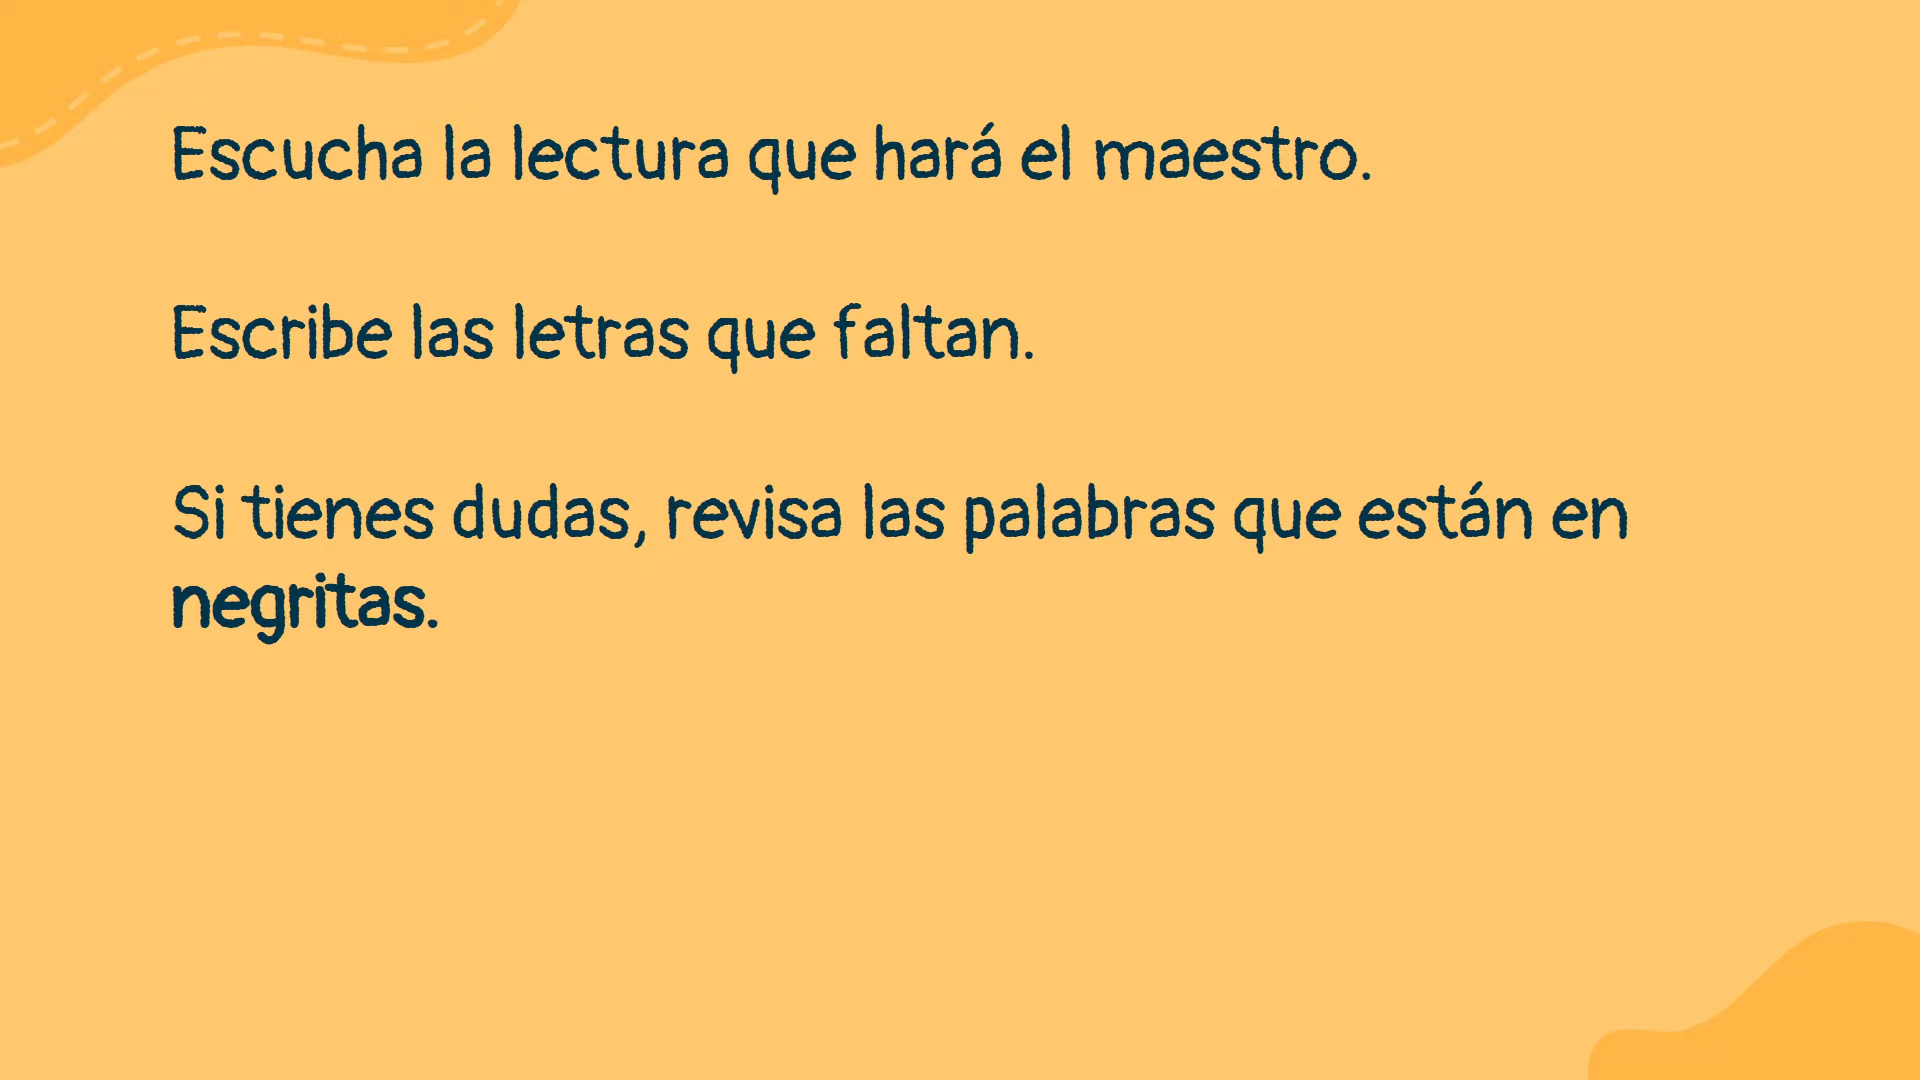 Escucha la lectura que hará el maestro.
Escribe las letras que faltan.
Si tienes dudas, revisa las palabras que están en
negritas.